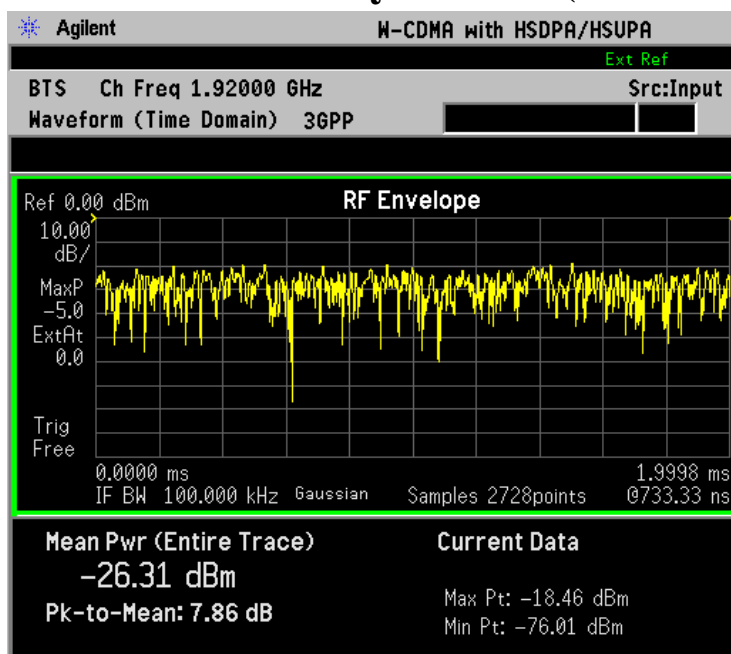 Agilent W-CDMA with HSDPA/HSUPA
Ext Ref
BTS Ch Freq 1.92000 GHz Src:Input
Waveform (Time Domain) 3GPP
Ref 0.00 dBm RF Envelope
10.00
dB/
MaxP
-5.0
ExtAt
0.0
Trig
Free
0.0000 ms 1.9998 ms
IF BW 100.000 kHz Gaussian Samples 2728points @733.33 ns
Mean Pwr (Entire Trace) Current Data
-26.31 dBm
Max Pt: -18.46 dBm
Pk-to-Mean: 7.86 dB
Min Pt: -76.01 dBm